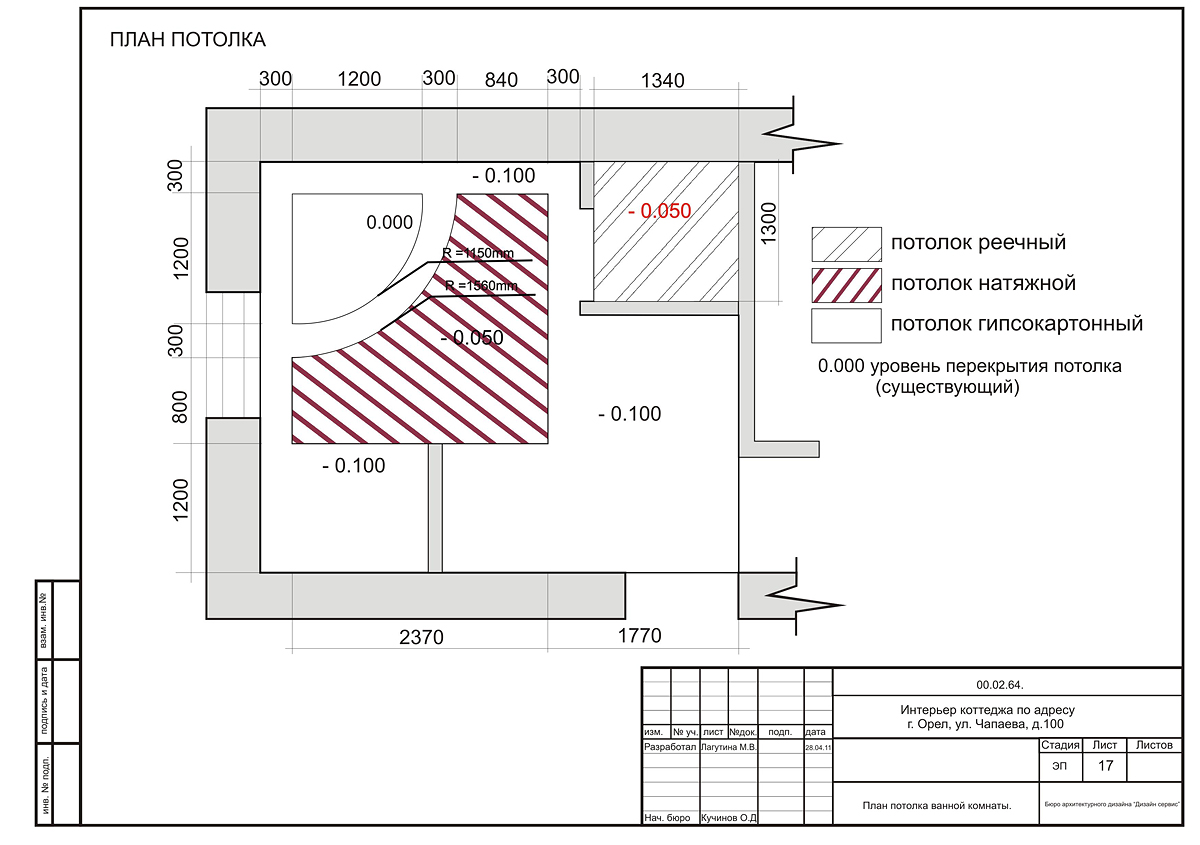 ПЛАН ПОТОЛКА
300 1200 300 840 300 1340
300
1200
300
800
1200
- 0.100
0.000
- 0.050
1300
R =1150mm
R =1560mm
- 0.050
- 0.100
- 0.100
2370 1770
потолок реечный
потолок натяжной
потолок гипсокартонный
0.000 уровень перекрытия потолка
(существующий)
взам. инв.№
подпись и дата
инв. № подп.
изм. № уч. лист №док. подп. дата
Разработал Лагутина М.В. 28.04.11
Нач. бюро Кучинов О.Д
00.02.64.
Интерьер коттеджа по адресу
г. Орел, ул. Чапаева, д.100
Стадия Лист Листов
ЭП 17
План потолка ванной комнаты.
Бюро архитектурного дизайна "Дизайн сервис"